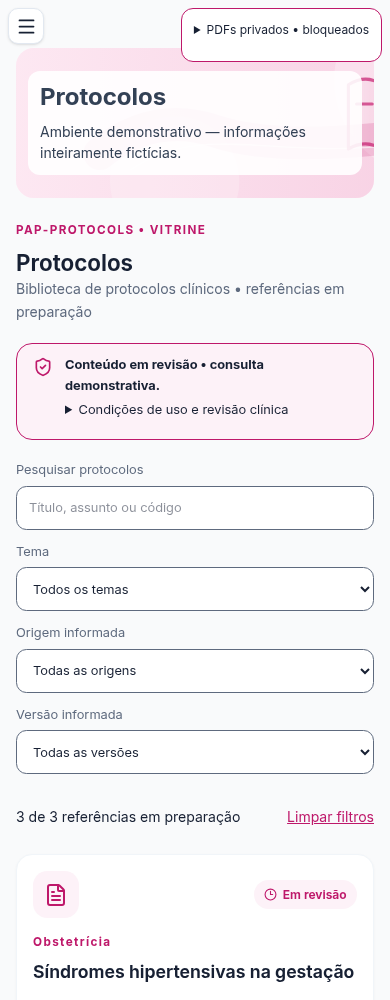 ▶ PDFs privados • bloqueados
Protocolos
Ambiente demonstrativo — informações
inteiramente fictícias.
PAP-PROTOCOLS • VITRINE
Protocolos
Biblioteca de protocolos clínicos • referências em
preparação
Conteúdo em revisão • consulta
demonstrativa.
▶ Condições de uso e revisão clínica
Pesquisar protocolos
Título, assunto ou código
Tema
Todos os temas
Origem informada
Todas as origens
Versão informada
Todas as versões
3 de 3 referências em preparação
Limpar filtros
Em revisão
Obstetrícia
Síndromes hipertensivas na gestação